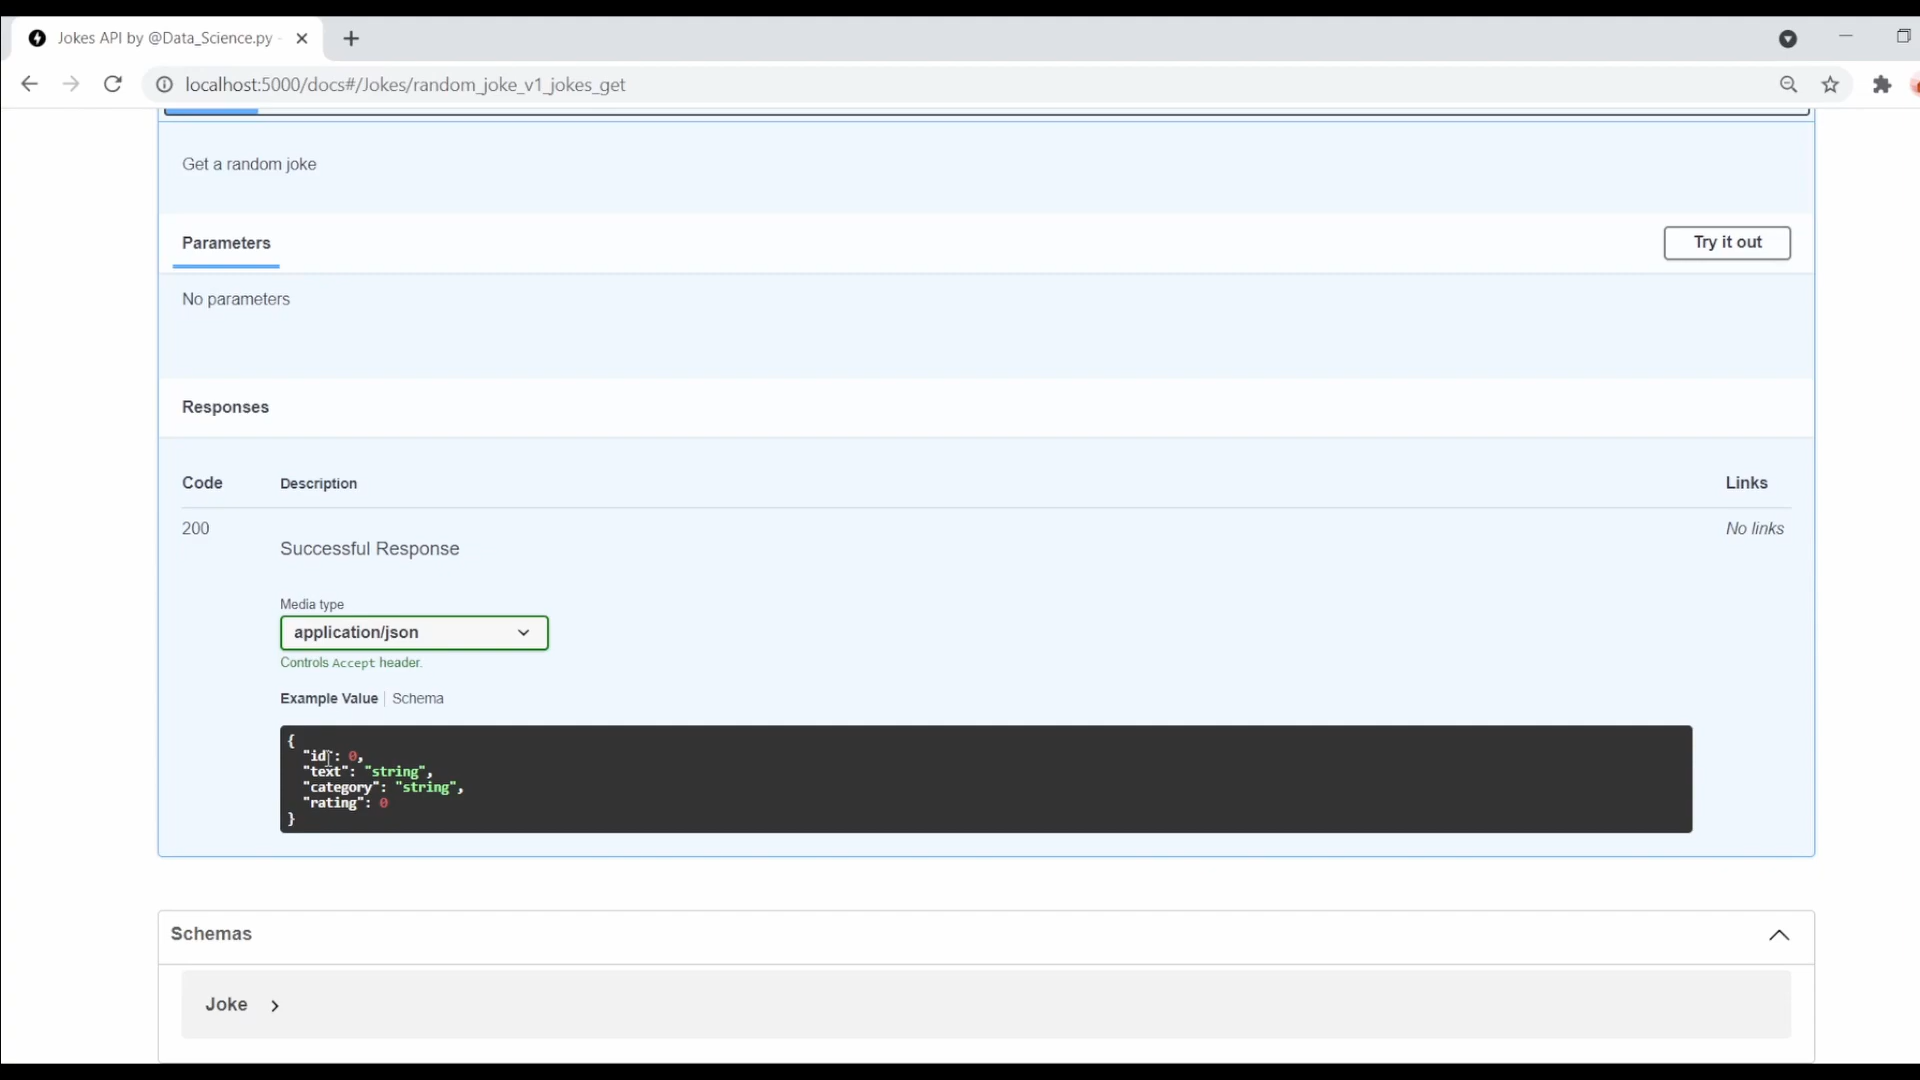 Jokes API by @Data_Science.py -
localhost:5000/docs#/Jokes/random_joke_v1_jokes_get
Get a random joke
Parameters
Try it out
No parameters
Responses
Code Description Links
200 No links
Successful Response
Media type
application/json
Controls Accept header.
Example Value | Schema
{
"id": 0,
"text": "string",
"category": "string",
"rating": 0
}
Schemas
Joke